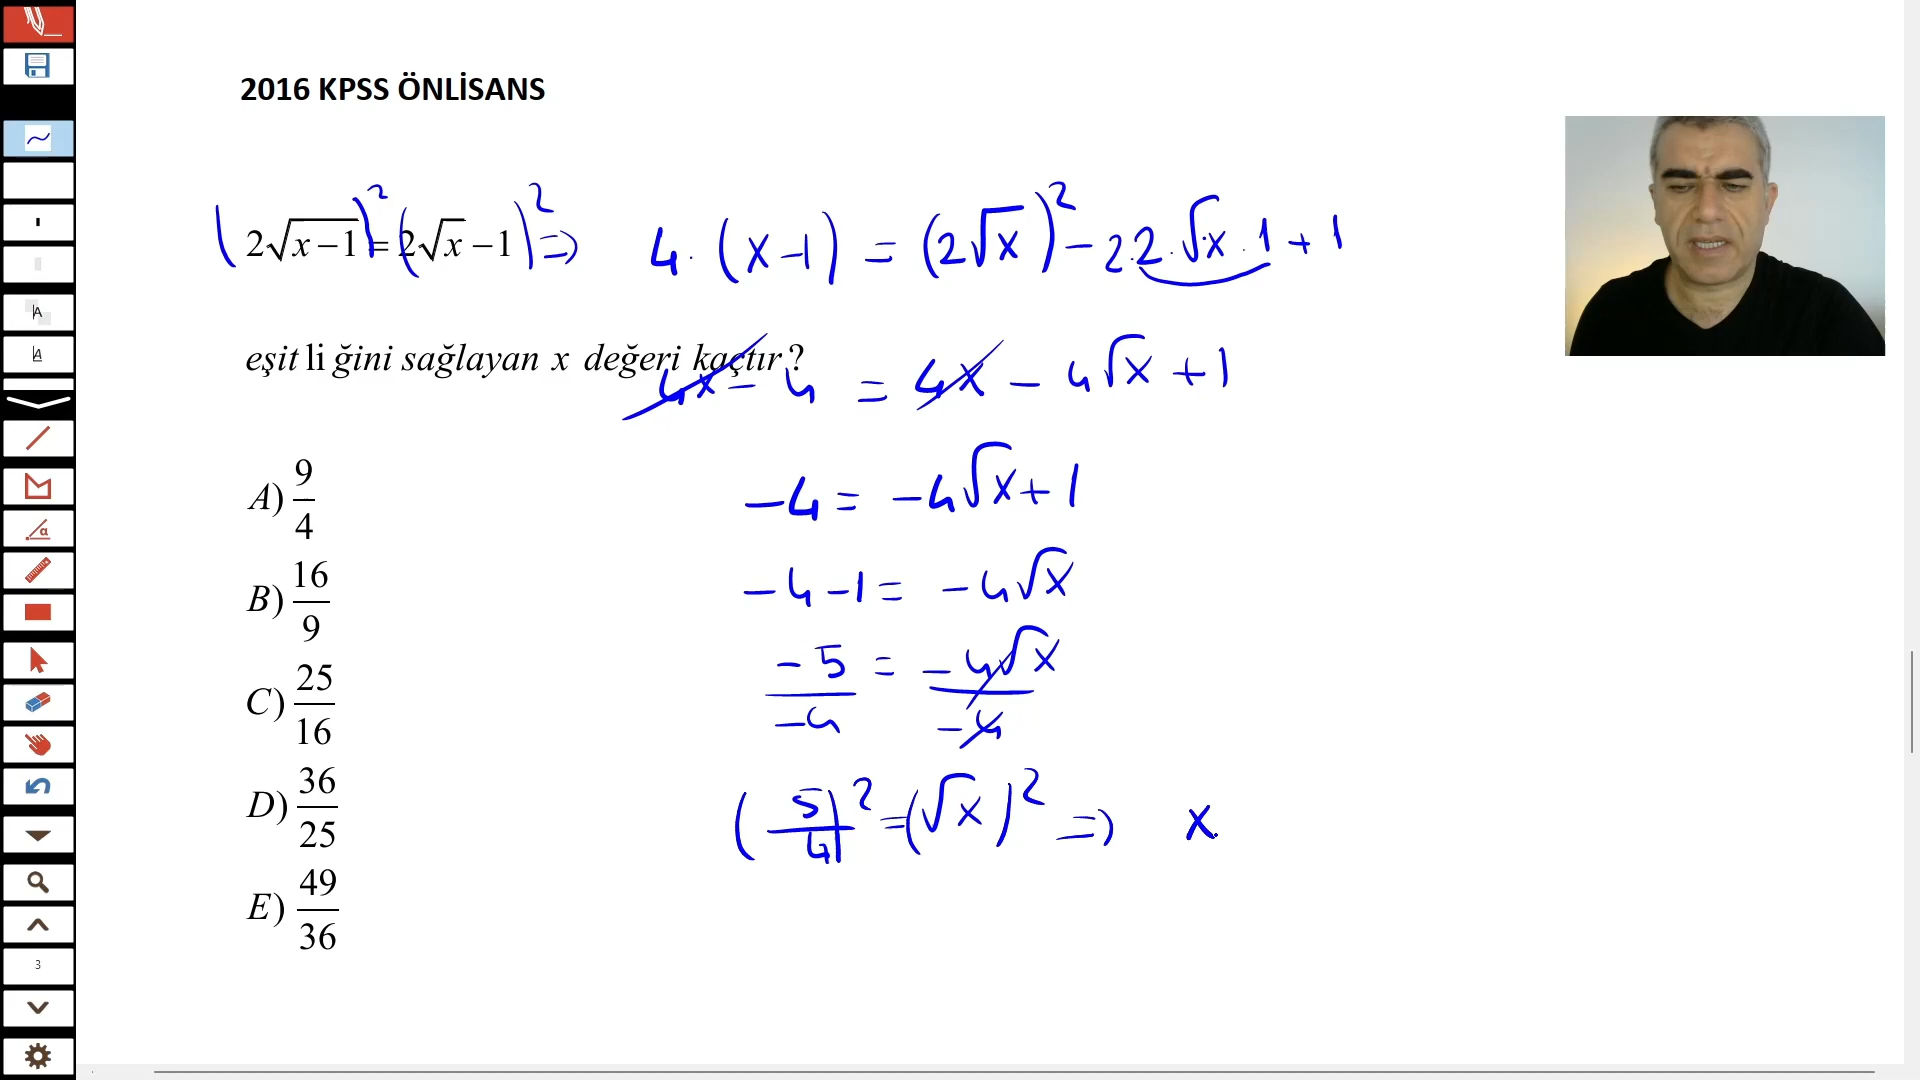 2016 KPSS ÖNLİSANS
(2√x−1)² = (2√x −1)² => 4·(x−1) = (2√x)² − 2·2·√x·1 + 1
eşitliğini sağlayan x değeri kaçtır?
4x − 4 = 4x − 4√x + 1
A) 9/4
−4 = −4√x + 1
B) 16/9
−4−1 = −4√x
C) 25/16
−5/−4 = −4√x/−4
D) 36/25
(5/4)² = (√x)² => x
E) 49/36
3